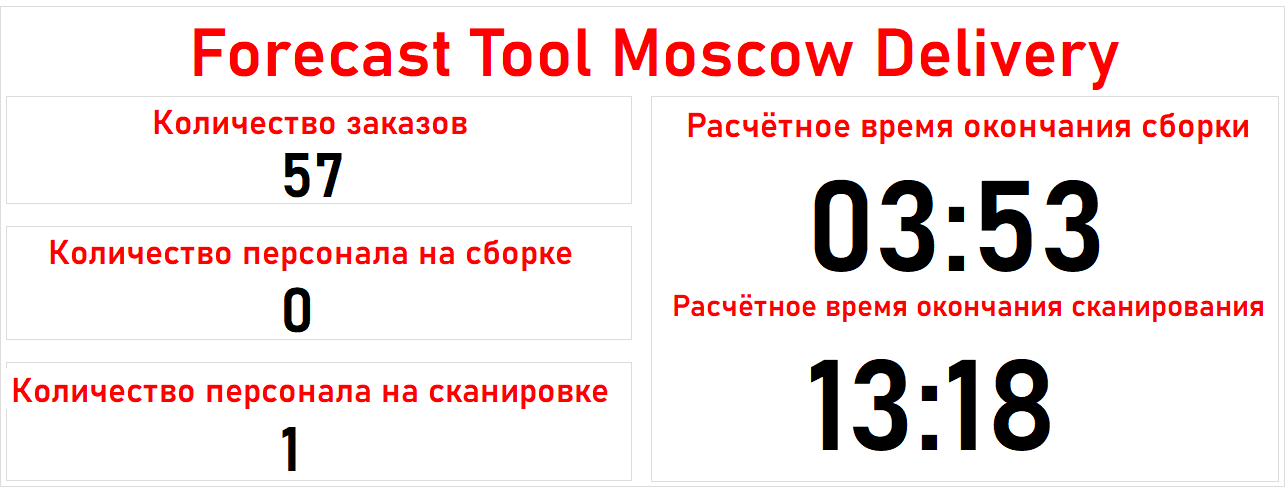 Forecast Tool Moscow Delivery
Количество заказов
57
Количество персонала на сборке
0
Количество персонала на сканировке
1
Расчётное время окончания сборки
03:53
Расчётное время окончания сканирования
13:18